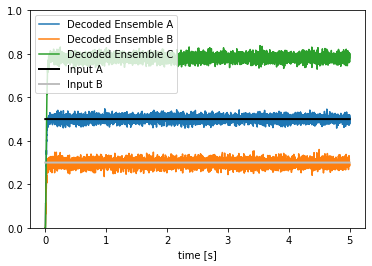 1.0
0.8
0.6
0.4
0.2
0.0
Decoded Ensemble A
Decoded Ensemble B
Decoded Ensemble C
Input A
Input B
0
1
2
3
4
5
time [s]